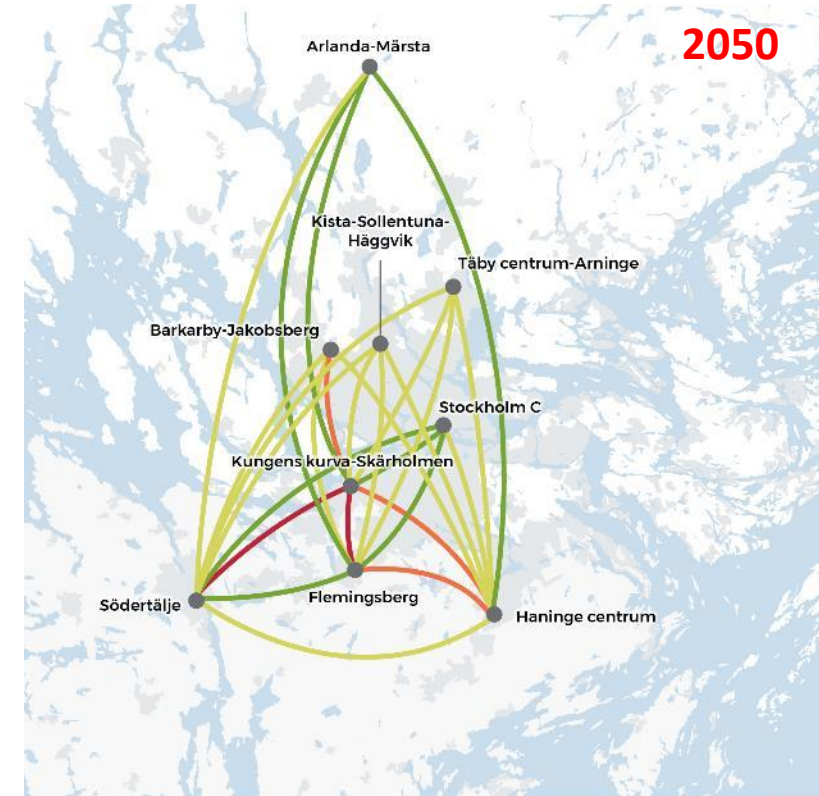 2050
Arlanda-Märsta
Kista-Sollentuna-
Häggvik
Täby centrum-Arninge
Barkarby-Jakobsberg
Stockholm C
Kungens kurva-Skärholmen
Södertälje
Flemingsberg
Haninge centrum